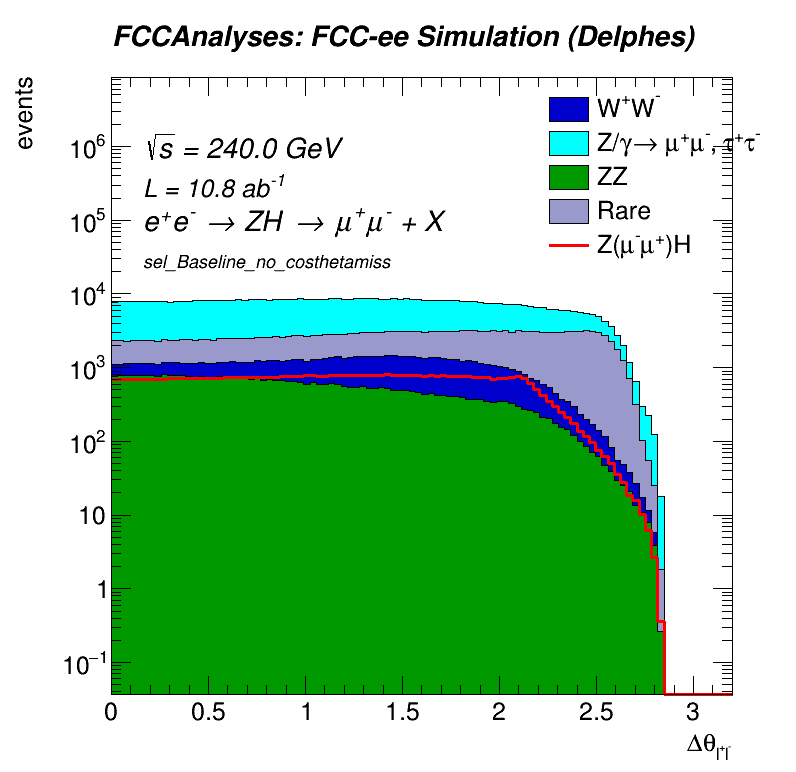 FCCAnalyses: FCC-ee Simulation (Delphes)
events
√s = 240.0 GeV
L = 10.8 ab⁻¹
e⁺e⁻ → ZH → μ⁺μ⁻ + X
sel_Baseline_no_costhetamiss
W⁺W⁻
Z/γ→ μ⁺μ⁻, τ⁺τ⁻
ZZ
Rare
Z(μ⁻μ⁺)H
10⁶
10⁵
10⁴
10³
10²
10
1
10⁻¹
0 0.5 1 1.5 2 2.5 3
Δθ_l⁺l⁻